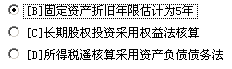 [B]固定资产折旧年限估计为5年
[C]长期股权投资采用权益法核算
[D]所得税递核算采用资产负债债务法